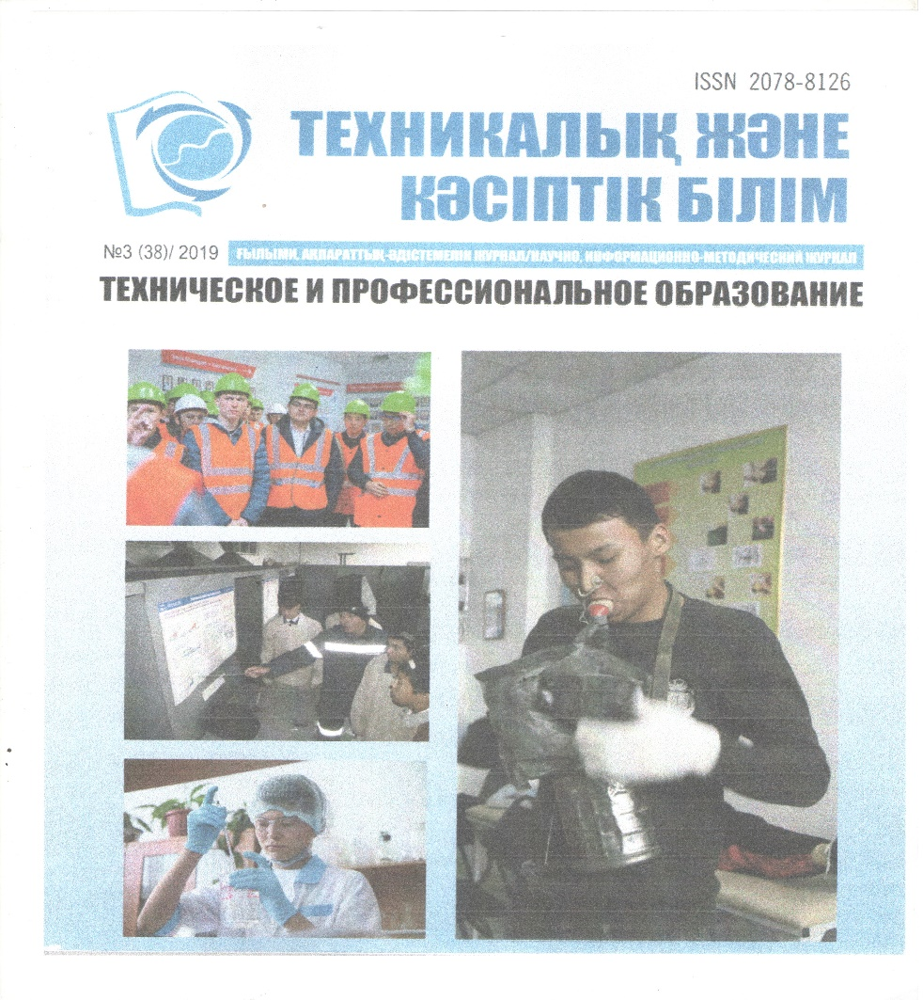 ISSN 2078-8126
ТЕХНИКАЛЫҚ ЖӘНЕ
КӘСІПТІК БІЛІМ
№3 (38)/ 2019
ҒЫЛЫМИ, АҚПАРАТТЫҚ-ӘДІСТЕМЕЛІК ЖУРНАЛ/НАУЧНО, ИНФОРМАЦИОННО-МЕТОДИЧЕСКИЙ ЖУРНАЛ
ТЕХНИЧЕСКОЕ И ПРОФЕССИОНАЛЬНОЕ ОБРАЗОВАНИЕ